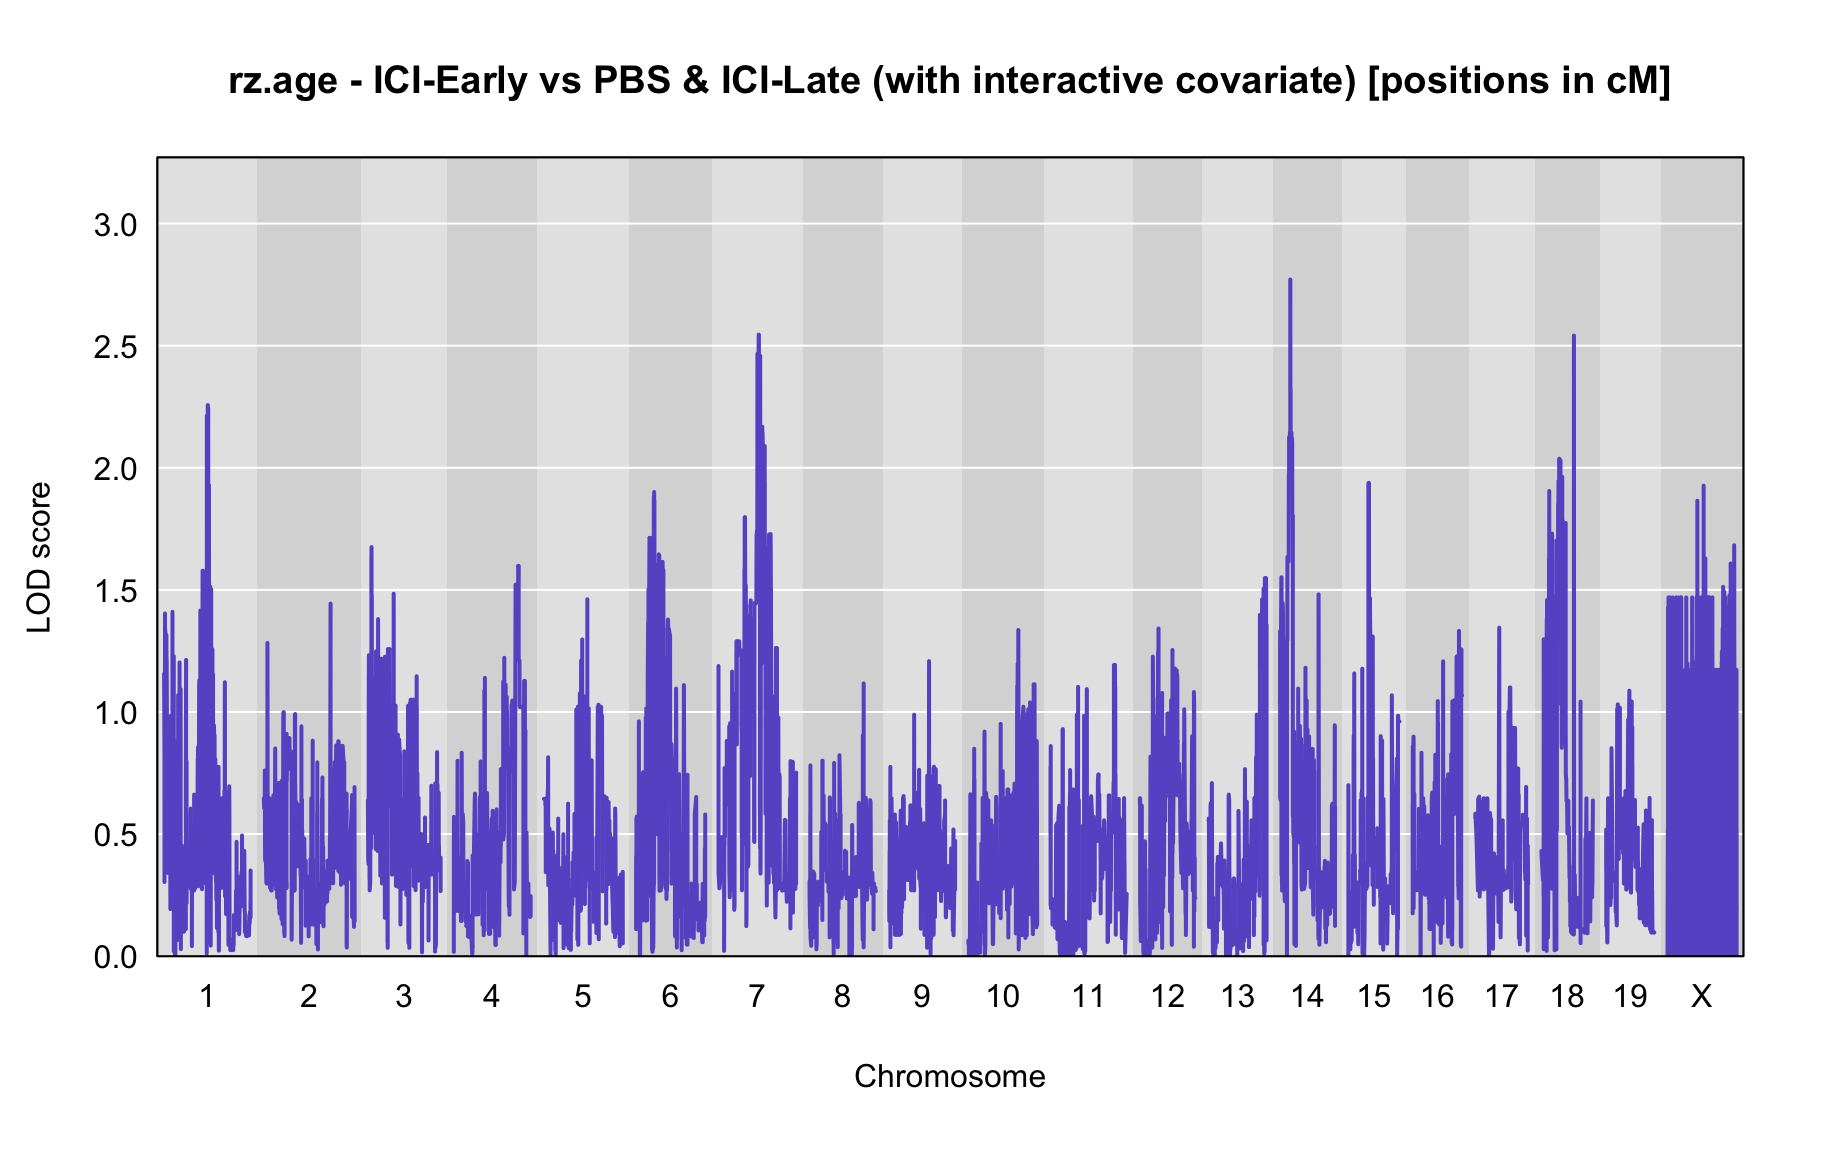 rz.age - ICI-Early vs PBS & ICI-Late (with interactive covariate) [positions in cM]
LOD score
3.0
2.5
2.0
1.5
1.0
0.5
0.0
1 2 3 4 5 6 7 8 9 10 11 12 13 14 15 16 17 18 19 X
Chromosome